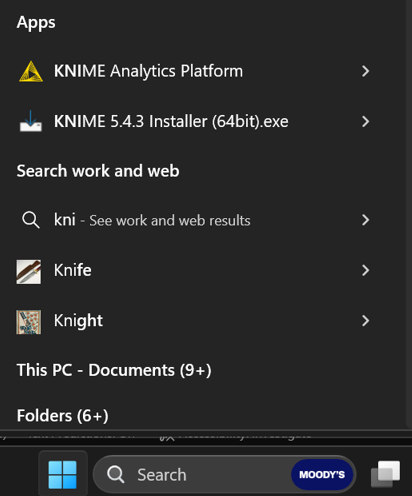 Apps
KNIME Analytics Platform
KNIME 5.4.3 Installer (64bit).exe
Search work and web
kni - See work and web results
Knife
Knight
This PC - Documents (9+)
Folders (6+)
Search
MOODY'S